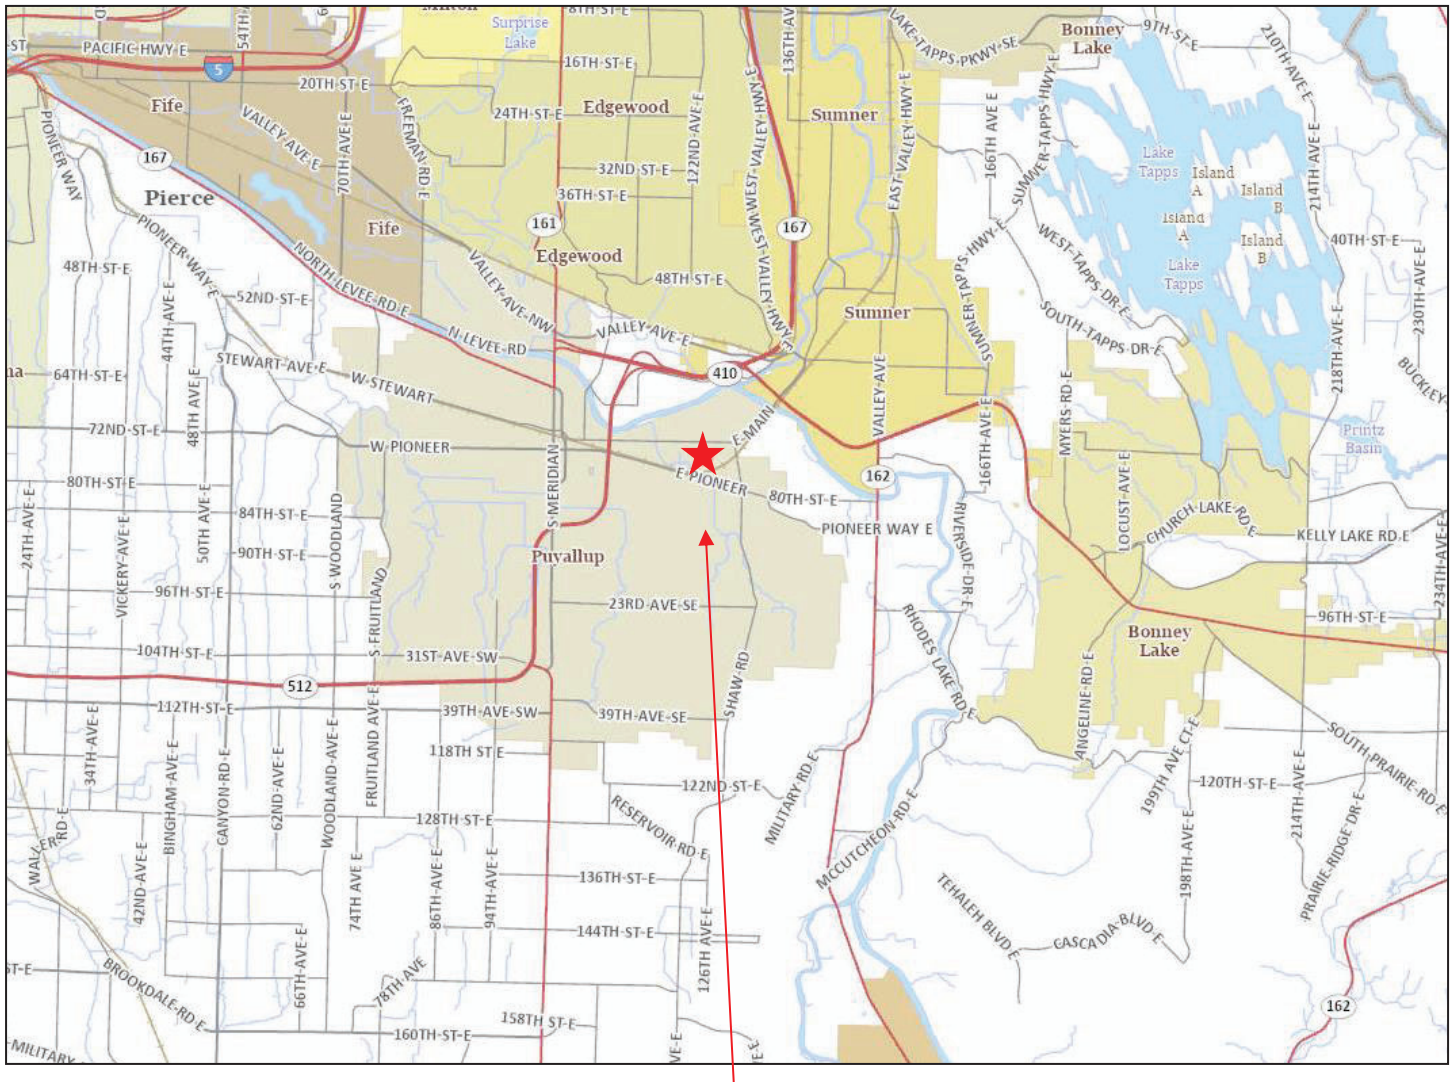 Milton
8TH-ST-E
Surprise
Lake
54TH-A
PACIFIC HWY E
ST
5
20TH ST E
16TH-ST-E
136TH-AV
LAKE-TAPPS-PKWY-SE
Bonney
Lake
9TH-ST-E
210TH-AVE-E
Fife
VALLEY-AVE-E
70TH-AVE-E
FREEMAN-RD-E
24TH-ST-E
Edgewood
122ND-AVE-E
WEST-VALLEY-HWY-E
Sumner
EAST-VALLEY-HWY-E
166TH AVE E
SUMNER-TAPPS-HWY-E
Lake
Tapps
Island
A
Island
B
214TH-AVE-E
PIONEER WAY
167
Pierce
32ND-ST-E
36TH-ST-E
161
Fife
Edgewood
167
WEST-VALLEY-HWY-E
Island
A
Island
B
Lake
Tapps
40TH-ST-E
230TH-AVE-E
PIONEER-WAY-E
48TH-ST-E
NORTH-LEVEE-RD E
VALLEY-AVE-NW
48TH ST-E
SUMNER-TAPPS-HWY-E
WEST-TAPPS-DR-E
52ND-ST-E
44TH-AVE-E
N LEVEE RD
VALLEY-AVE-E
Sumner
SOUTH-TAPPS DR-E
218TH-AVE-E
BUCKLEY
na
64TH-ST-E
STEWART-AVE E
W STEWART
410
VALLEY-AVE
48TH AVE E
72ND-ST-E
W PIONEER
E-MAIN
166TH-AVE-E
MYERS-RD-E
Printz
Basin
80TH-ST-E
24TH-AVE-E
VICKERY-AVE-E
50TH AVE-E
84TH-ST-E
S WOODLAND
S-MERIDIAN
E PIONEER
80TH-ST-E
162
PIONEER WAY E
RIVERSIDE-DR-E
LOCUST-AVE-E
CHURCH-LAKE-RD E
KELLY LAKE RD E
234TH-AVE-E
90TH-ST-E
Puyallup
96TH-ST-E
S-FRUITLAND
23RD AVE-SE
RHODES LAKE-RD-E
96TH-ST-E
Bonney
Lake
104TH-ST-E
31ST-AVE-SW
512
112TH-ST-E
39TH-AVE-SW
39TH-AVE-SE
SHAW-RD
ANGELINE-RD-E
34TH-AVE-E
FRUITLAND AVE-E
118TH ST E
199TH AVE CT-E
SOUTH-PRAIRIE-RD-E
BINGHAM-AVE-E
CANYON-RD-E
62ND-AVE-E
WOODLAND-AVE-E
122ND-ST-E
MILITARY-RD-E
120TH-ST-E
214TH-AVE-E
WALLER-RD-E
128TH-ST-E
RESERVOIR-RD-E
MCCUTCHEON-RD-E
198TH-AVE-E
PRAIRIE-RIDGE-DR-E
42ND-AVE-E
74TH AVE E
86TH-AVE-E
94TH-AVE-E
136TH-ST-E
TEHALEH BLVD E
144TH-ST-E
CASCADIA-BLVD-E
126TH AVE-E
ST-E
BROOKDALE-RD-E
66TH-AVE-E
78TH-AVE
162
158TH ST-E
160TH-ST-E
MILITARY
VE-E